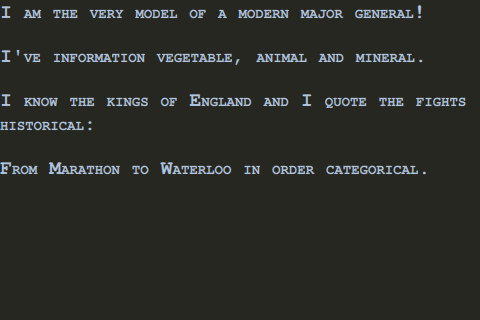 I am the very model of a modern major general!
I've information vegetable, animal and mineral.
I know the kings of England and I quote the fights
historical:
From Marathon to Waterloo in order categorical.